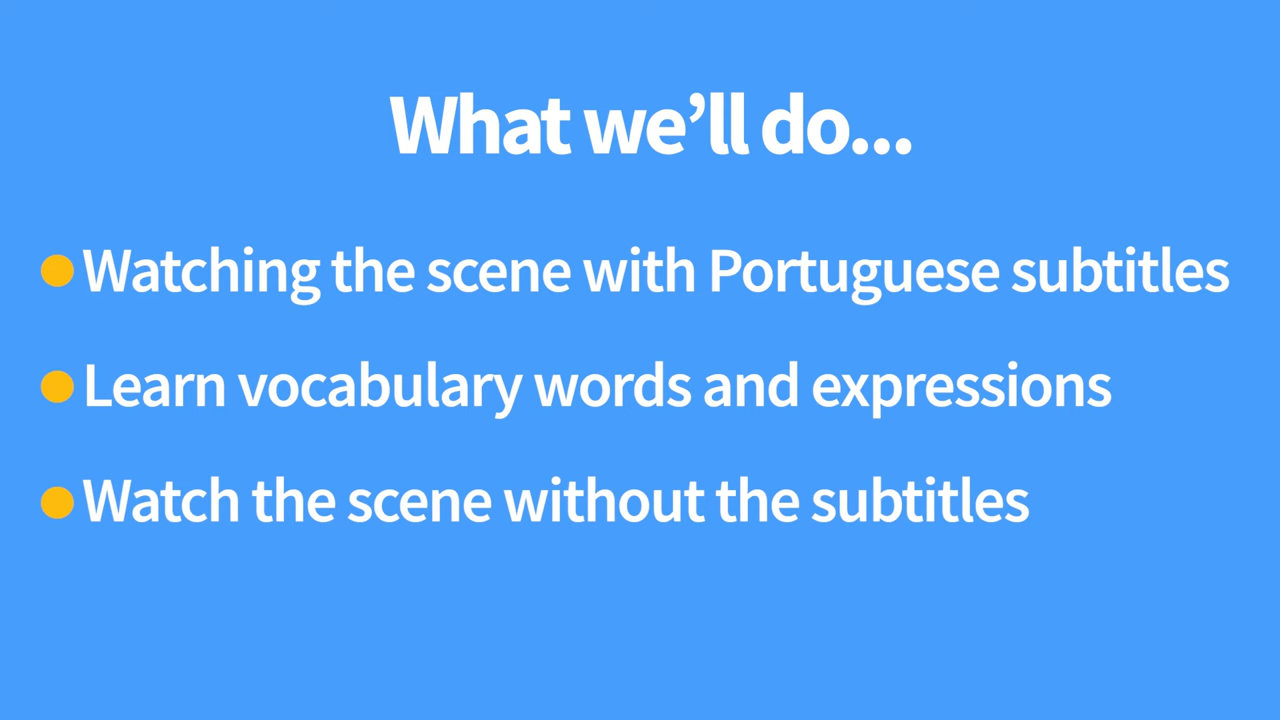 What we’ll do...
Watching the scene with Portuguese subtitles
Learn vocabulary words and expressions
Watch the scene without the subtitles